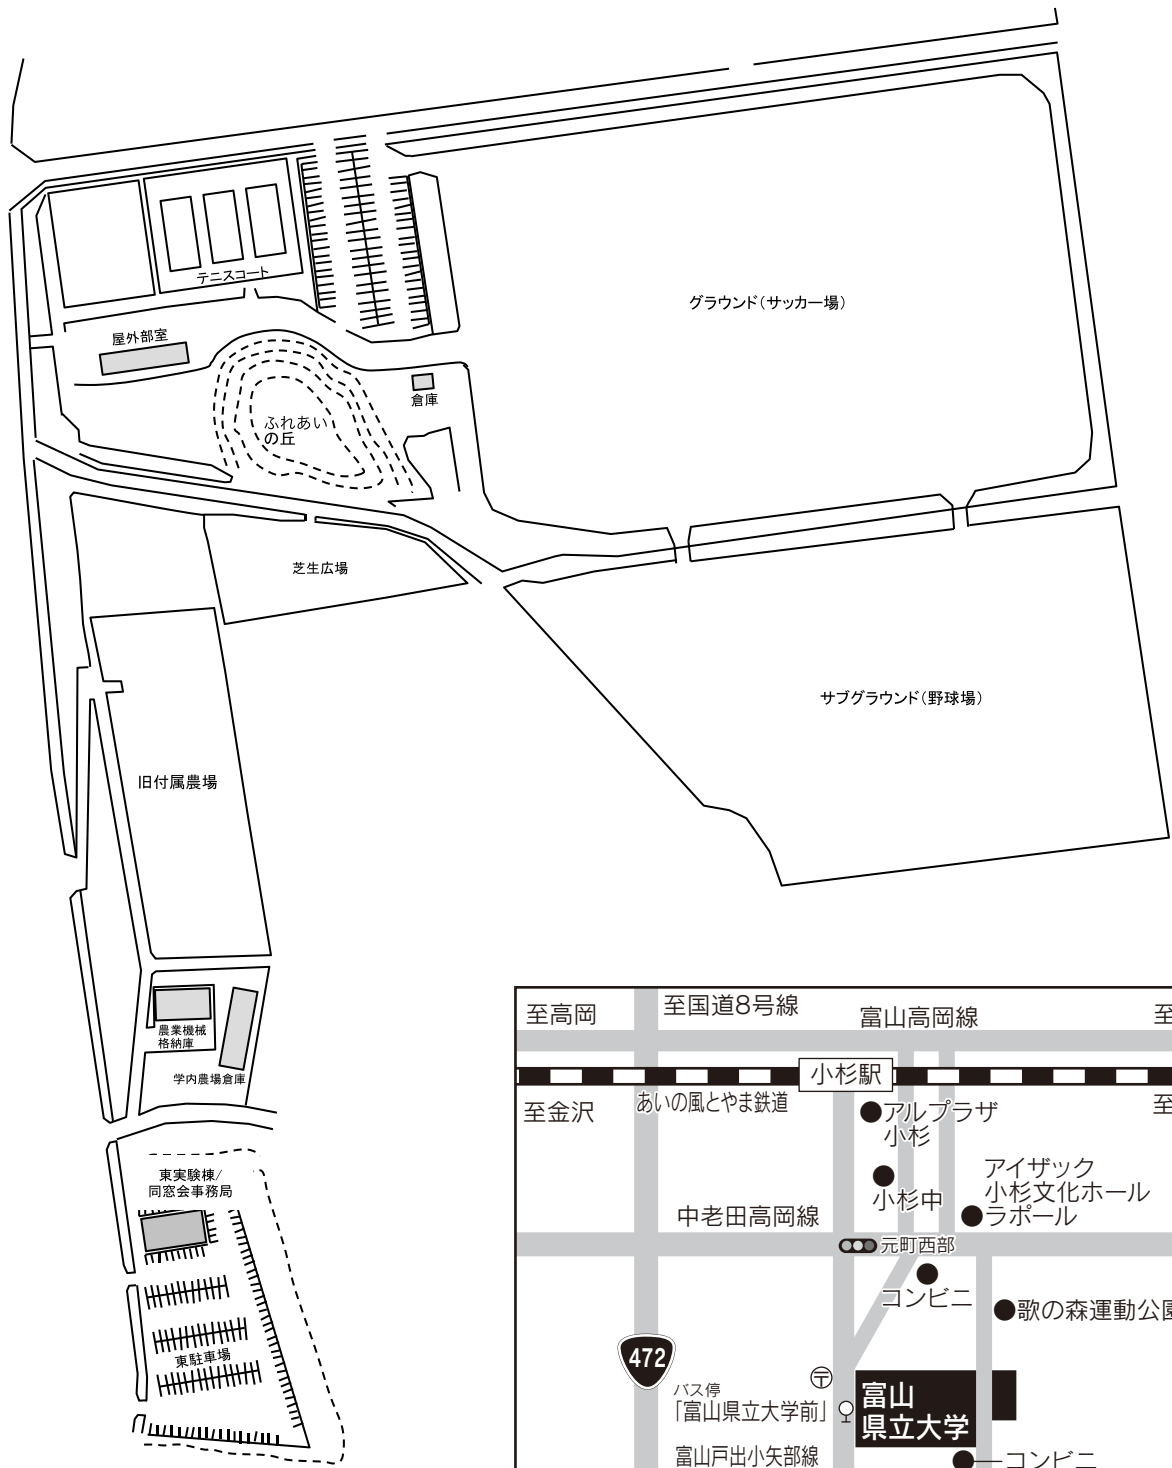 テニスコート
グラウンド(サッカー場)
屋外部室
倉庫
ふれあい
の丘
芝生広場
サブグラウンド(野球場)
旧付属農場
農業機械
格納庫
学内農場倉庫
東実験棟/
同窓会事務局
東駐車場
至高岡
至国道8号線
富山高岡線
至
小杉駅
至金沢
あいの風とやま鉄道
至
アルプラザ
小杉
小杉中
アイザック
小杉文化ホール
ラポール
中老田高岡線
元町西部
コンビニ
歌の森運動公園
472
バス停
「富山県立大学前」
〒
富山
県立大学
富山戸出小矢部線
コンビニ